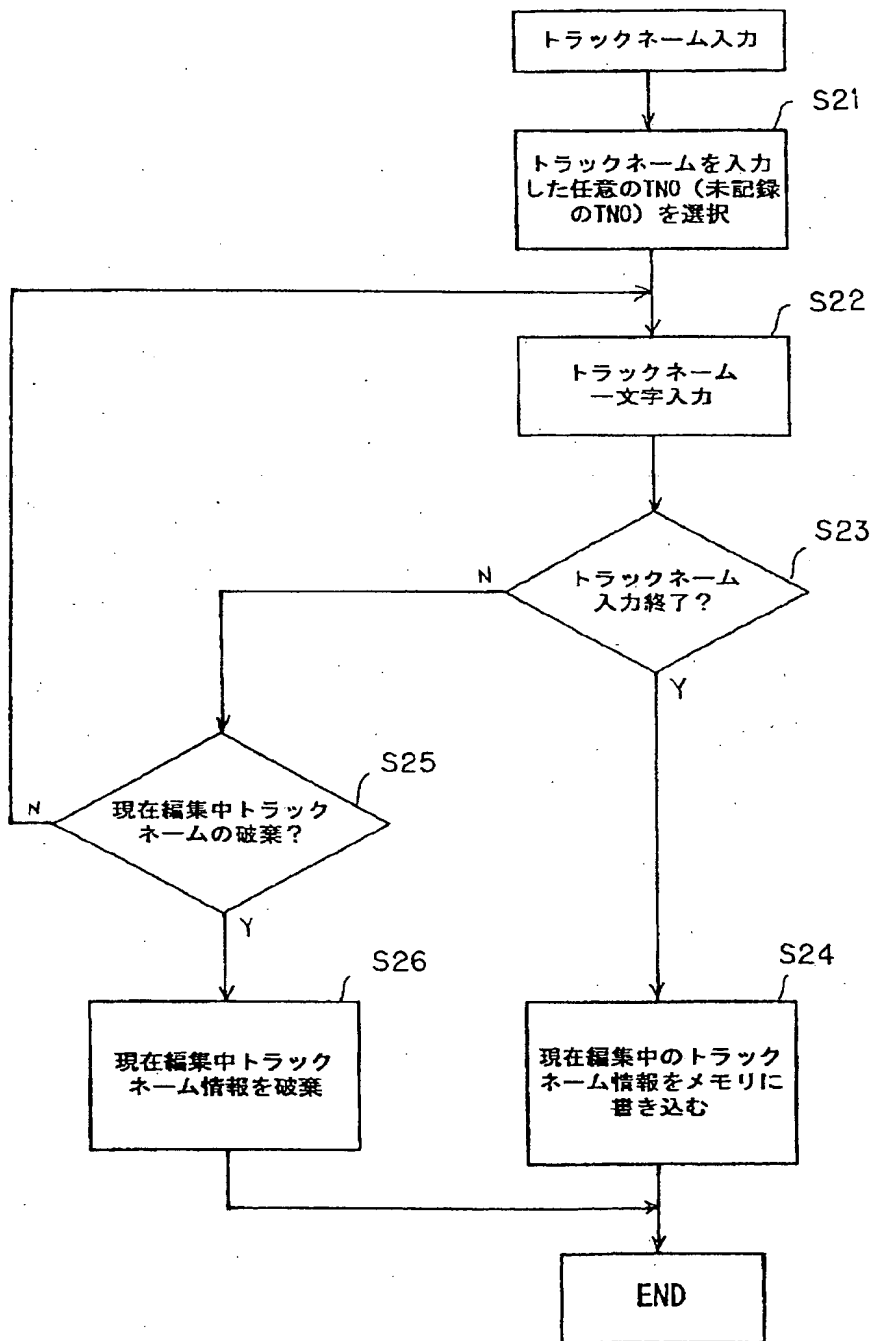 トラックネーム入力
S21
トラックネームを入力
した任意のTNO(未記録
のTNO)を選択
S22
トラックネーム
一文字入力
S23
トラックネーム
入力終了?
N
Y
S25
現在編集中トラック
ネームの破棄?
N
Y
S26
現在編集中トラック
ネーム情報を破棄
S24
現在編集中のトラック
ネーム情報をメモリに
書き込む
END